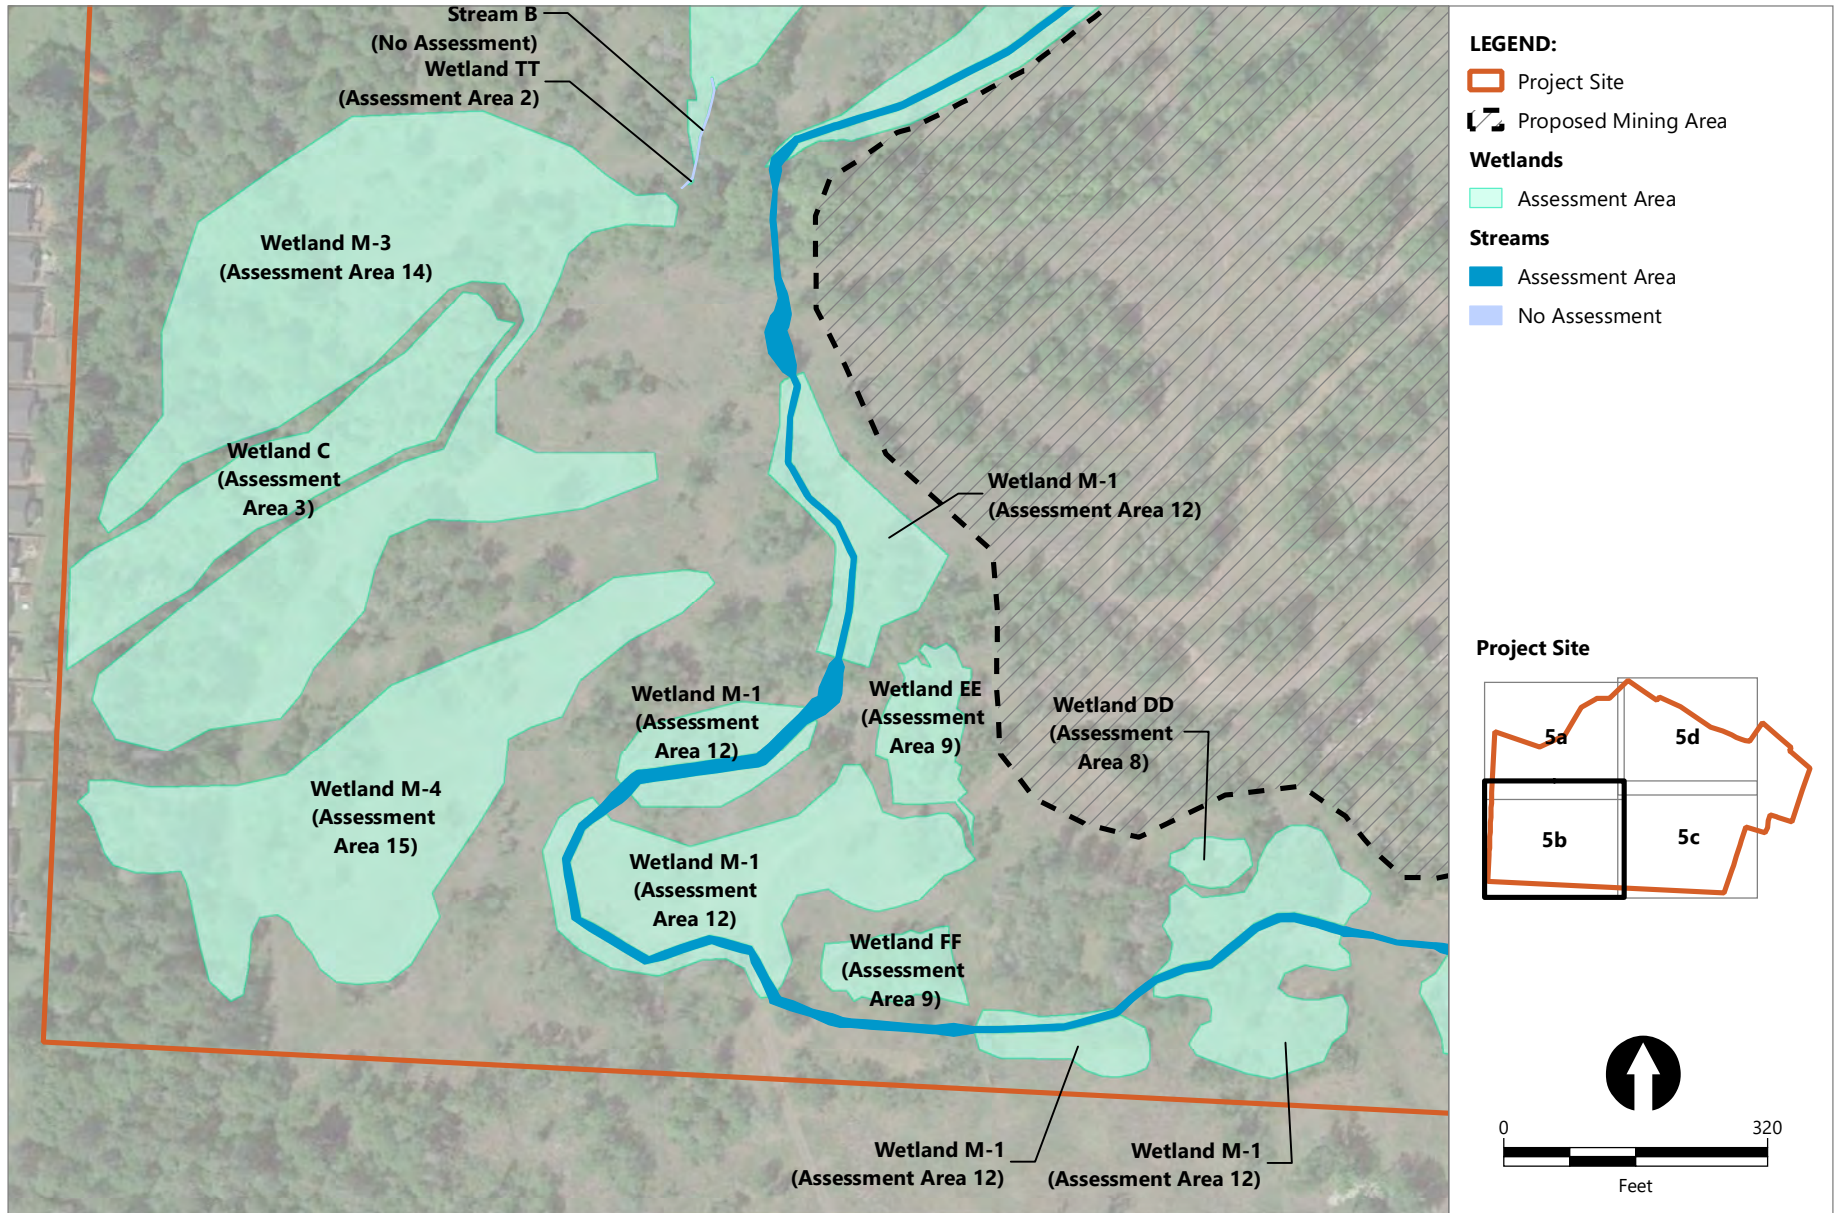 Stream B
(No Assessment)
Wetland TT
(Assessment Area 2)
Wetland M-3
(Assessment Area 14)
Wetland C
(Assessment
Area 3)
Wetland M-1
(Assessment Area 12)
Wetland M-1
(Assessment
Area 12)
Wetland EE
(Assessment
Area 9)
Wetland DD
(Assessment
Area 8)
Wetland M-4
(Assessment
Area 15)
Wetland M-1
(Assessment
Area 12)
Wetland FF
(Assessment
Area 9)
Wetland M-1
(Assessment Area 12)
Wetland M-1
(Assessment Area 12)
LEGEND:
Project Site
Proposed Mining Area
Wetlands
Assessment Area
Streams
Assessment Area
No Assessment
Project Site
5a
5d
5b
5c
0
320
Feet